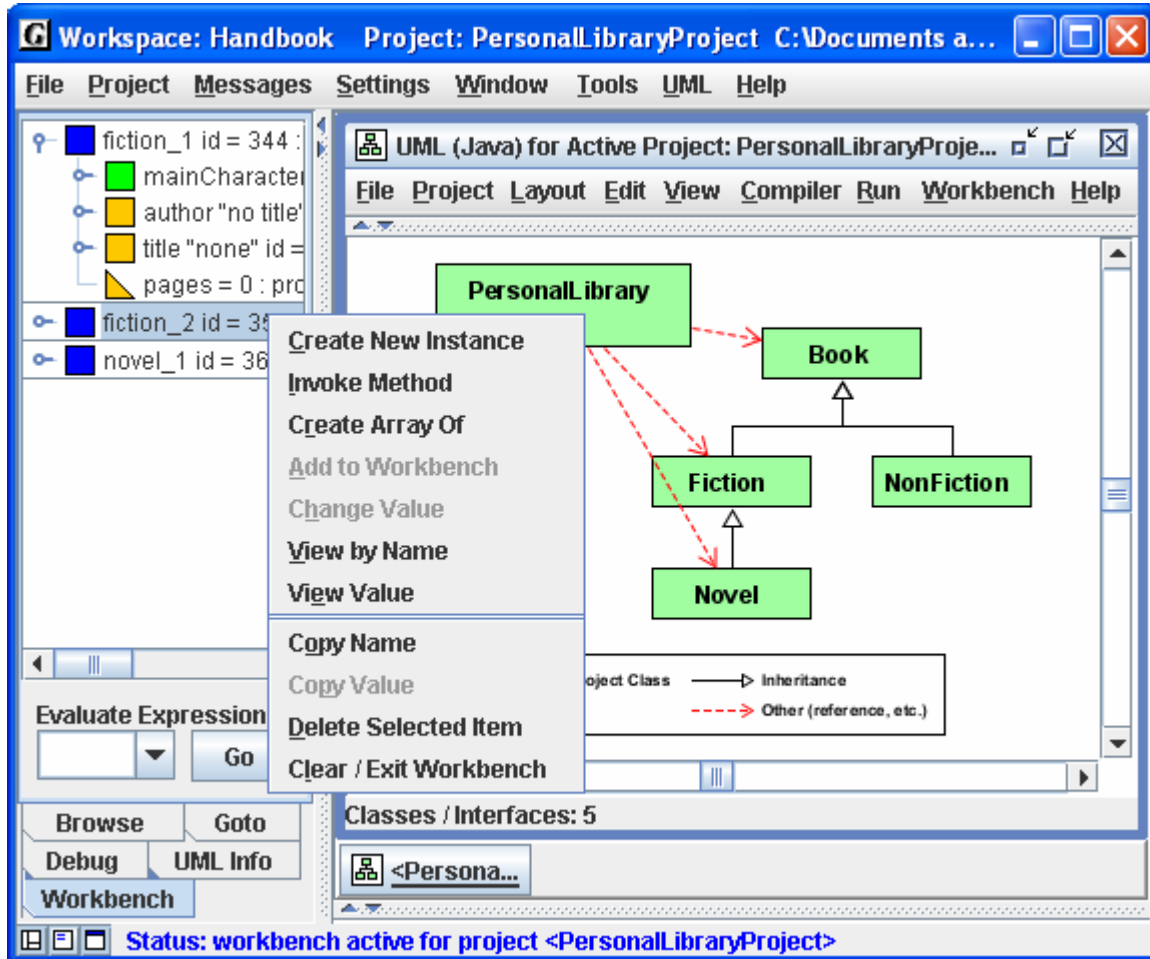 G Workspace: Handbook Project: PersonalLibraryProject C:\Documents a...
File Project Messages Settings Window Tools UML Help
fiction_1 id = 344 :
mainCharacter
author "no title"
title "none" id =
pages = 0 : pro
fiction_2 id = 35
novel_1 id = 36
Create New Instance
Invoke Method
Create Array Of
Add to Workbench
Change Value
View by Name
View Value
Copy Name
Copy Value
Delete Selected Item
Clear / Exit Workbench
Evaluate Expression
Go
Browse Goto
Debug UML Info
Workbench
UML (Java) for Active Project: PersonalLibraryProje...
File Project Layout Edit View Compiler Run Workbench Help
PersonalLibrary
Book
Fiction NonFiction
Novel
oject Class Inheritance
Other (reference, etc.)
Classes / Interfaces: 5
<Persona...
Status: workbench active for project <PersonalLibraryProject>